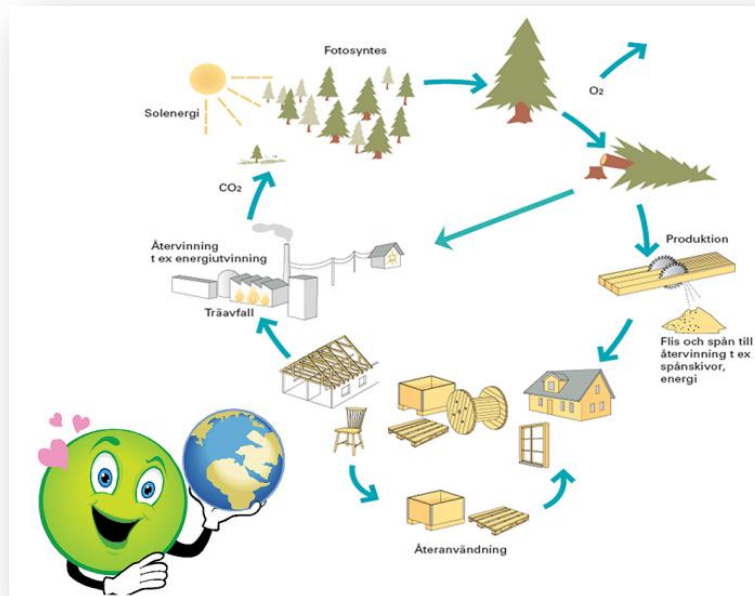 Fotosyntes
Solenergi
O₂
CO₂
Återvinning
t ex energiutvinning
Träavfall
Produktion
Flis och spån till
återvinning t ex
spånskivor,
energi
Återanvändning